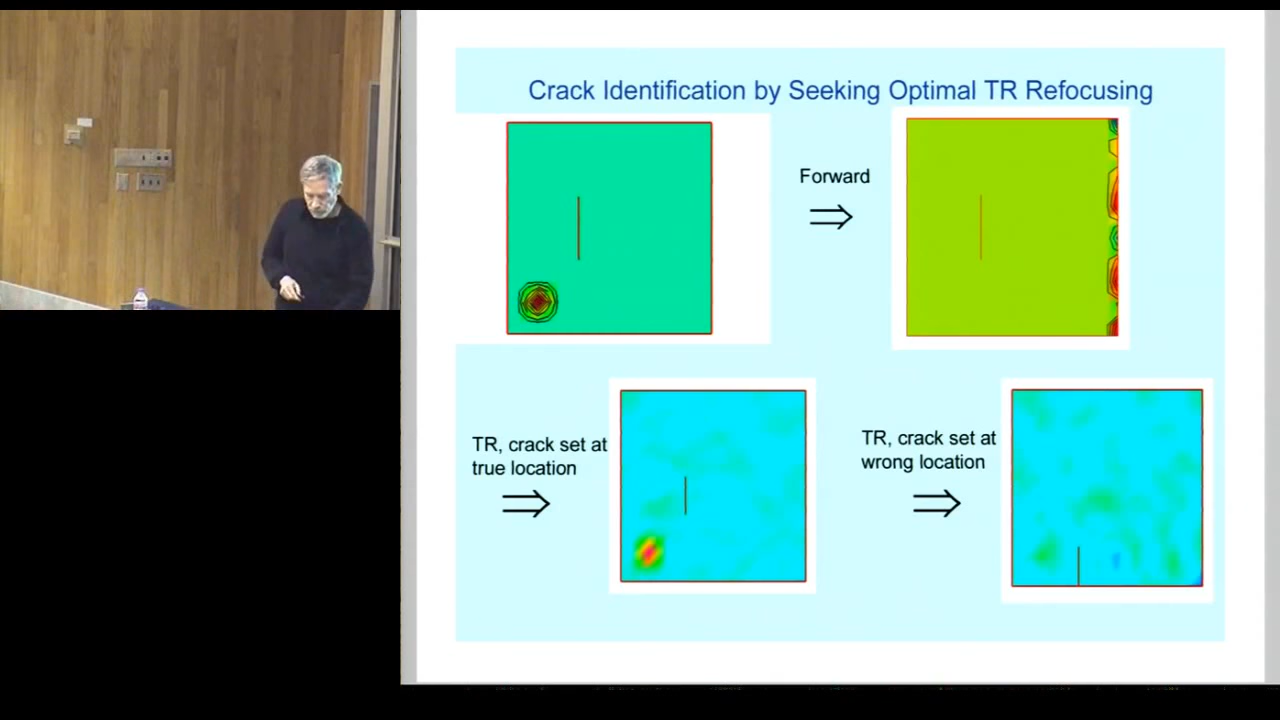 Crack Identification by Seeking Optimal TR Refocusing
Forward
TR, crack set at
true location
TR, crack set at
wrong location